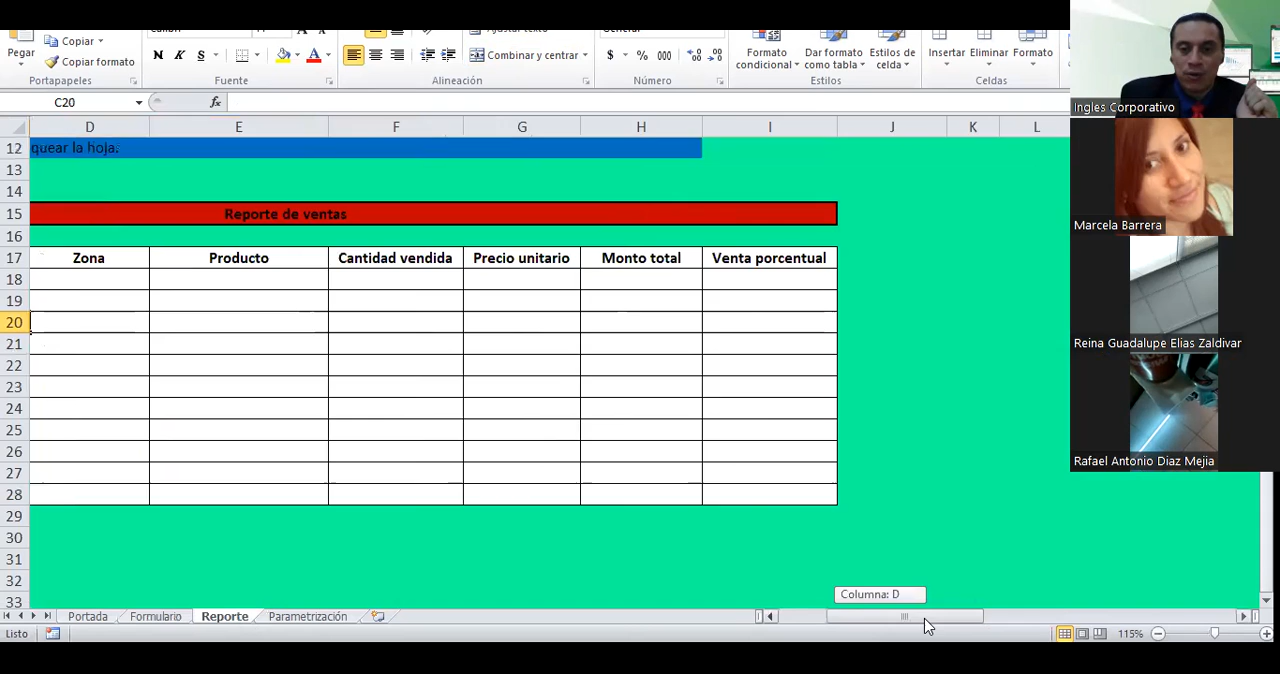 Pegar
Copiar
Copiar formato
Portapapeles
N K S
Fuente
A
Combinar y centrar
Alineación
$ % 000
Número
Formato condicional
Dar formato como tabla
Estilos de celda
Estilos
Insertar Eliminar Formato
Celdas
C20
fx
D E F G H I J K L
12 quear la hoja.
13
14
15 Reporte de ventas
16
17 Zona Producto Cantidad vendida Precio unitario Monto total Venta porcentual
18
19
20
21
22
23
24
25
26
27
28
29
30
31
32
33
Columna: D
Portada Formulario Reporte Parametrización
Listo
115%
Ingles Corporativo
Marcela Barrera
Reina Guadalupe Elias Zaldivar
Rafael Antonio Diaz Mejia